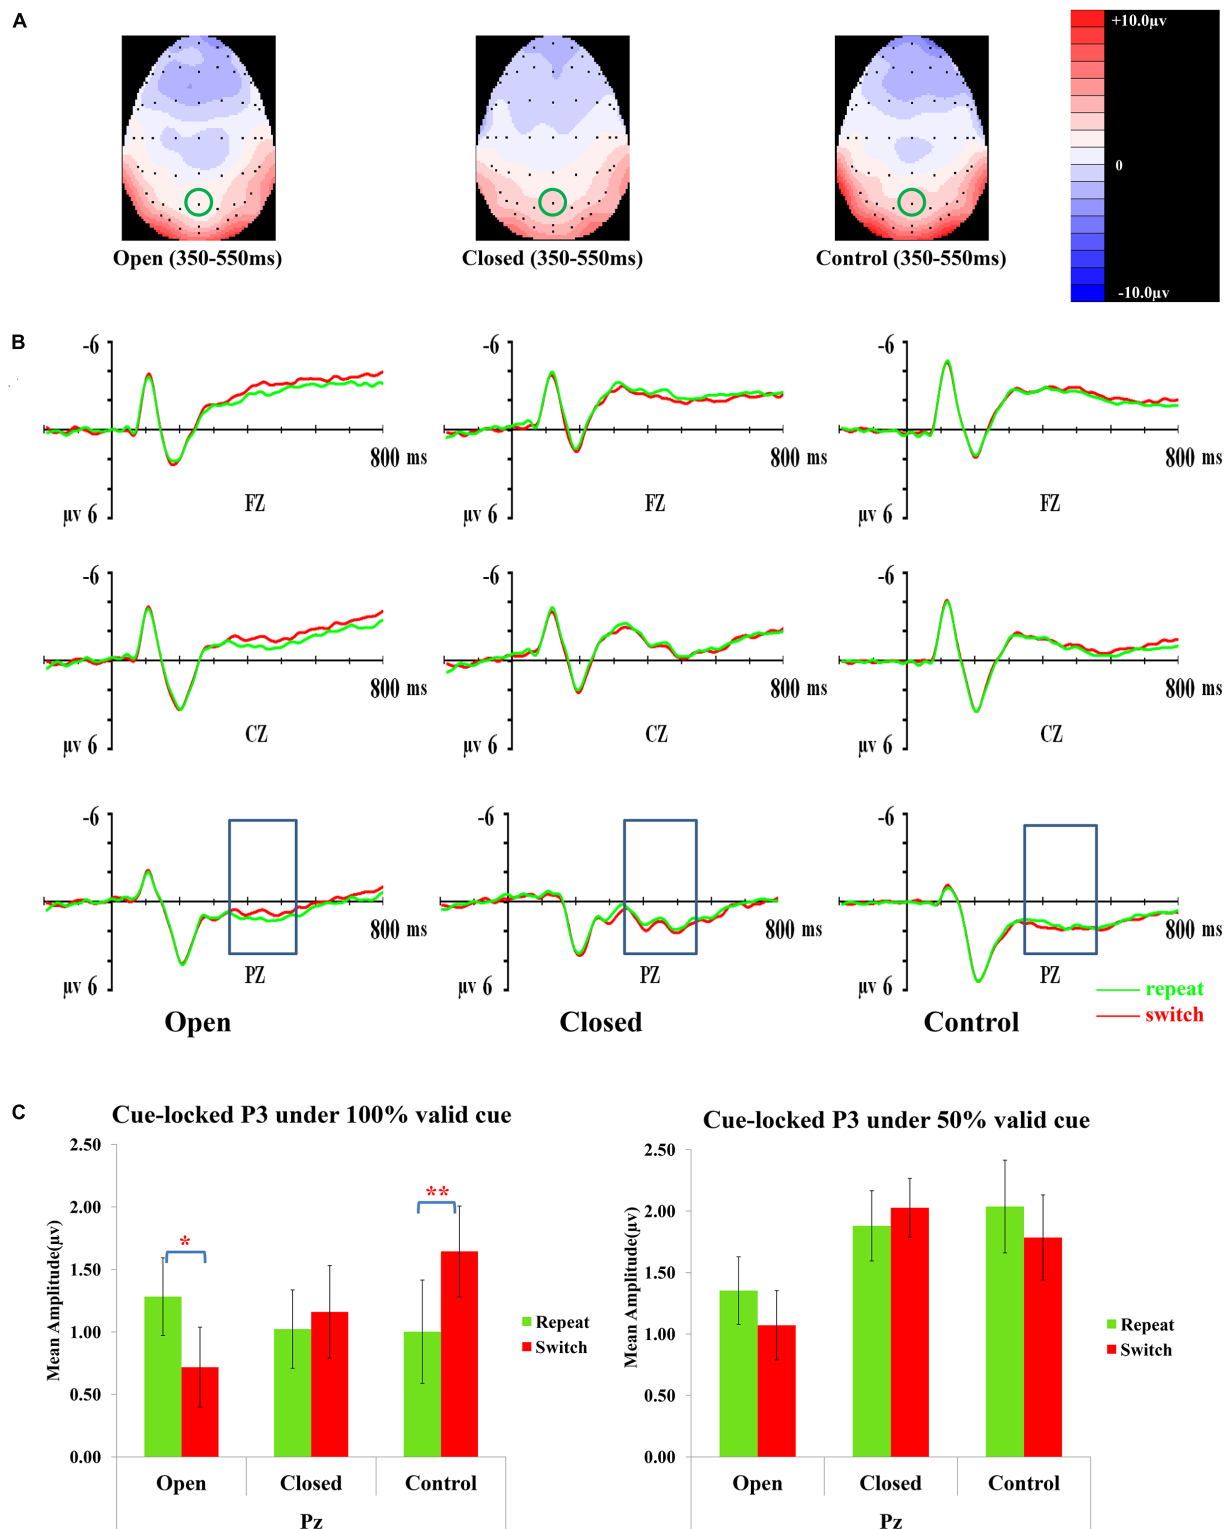 A
+10.0μv
0
-10.0μv
Open (350-550ms)
Closed (350-550ms)
Control (350-550ms)
B
-6
-6
-6
800 ms
800 ms
800 ms
μv 6
μv 6
μv 6
FZ
FZ
FZ
-6
-6
-6
800 ms
800 ms
800 ms
μv 6
μv 6
μv 6
CZ
CZ
CZ
-6
-6
-6
800 ms
800 ms
800 ms
μv 6
μv 6
μv 6
PZ
PZ
PZ
repeat
switch
Open
Closed
Control
C
Cue-locked P3 under 100% valid cue
Mean Amplitude(μv)
2.50
2.00
1.50
1.00
0.50
0.00
*
**
Repeat
Switch
Open
Closed
Control
Pz
Cue-locked P3 under 50% valid cue
Mean Amplitude(μv)
2.50
2.00
1.50
1.00
0.50
0.00
Repeat
Switch
Open
Closed
Control
Pz